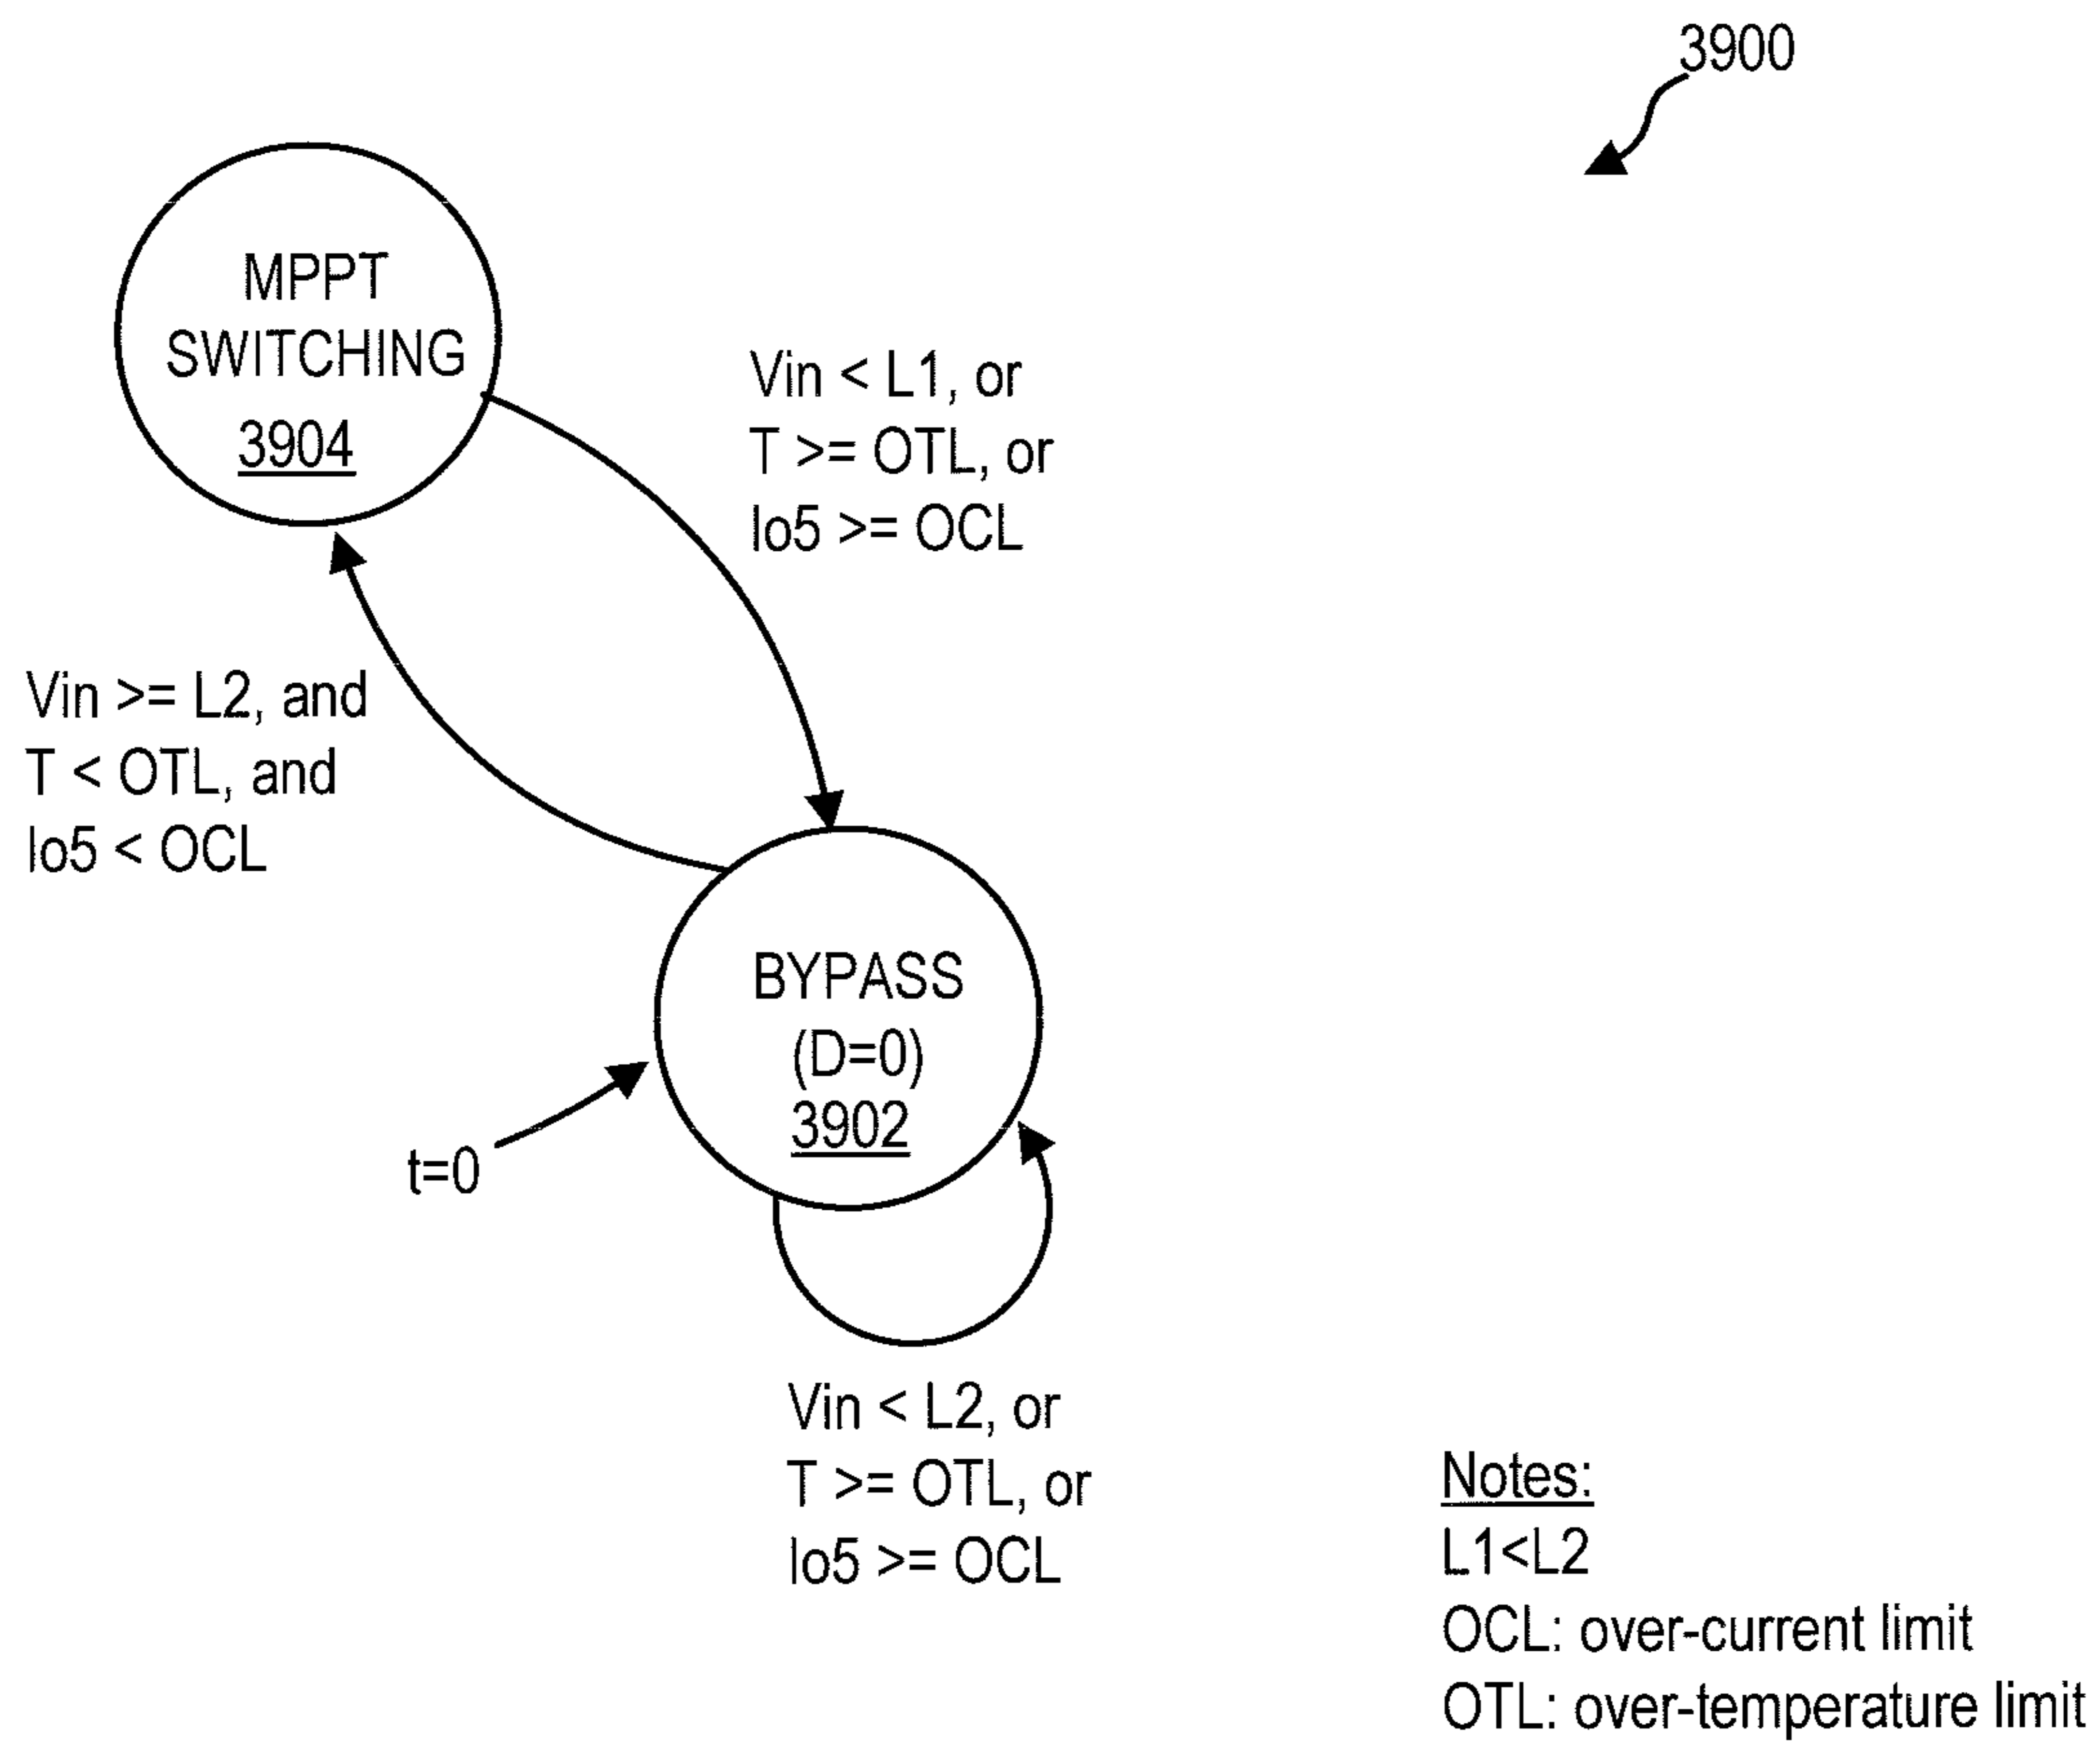 3900
MPPT
SWITCHING
3904
Vin < L1, or
T >= OTL, or
Io5 >= OCL
Vin >= L2, and
T < OTL, and
Io5 < OCL
BYPASS
(D=0)
3902
t=0
Vin < L2, or
T >= OTL, or
Io5 >= OCL
Notes:
L1<L2
OCL: over-current limit
OTL: over-temperature limit